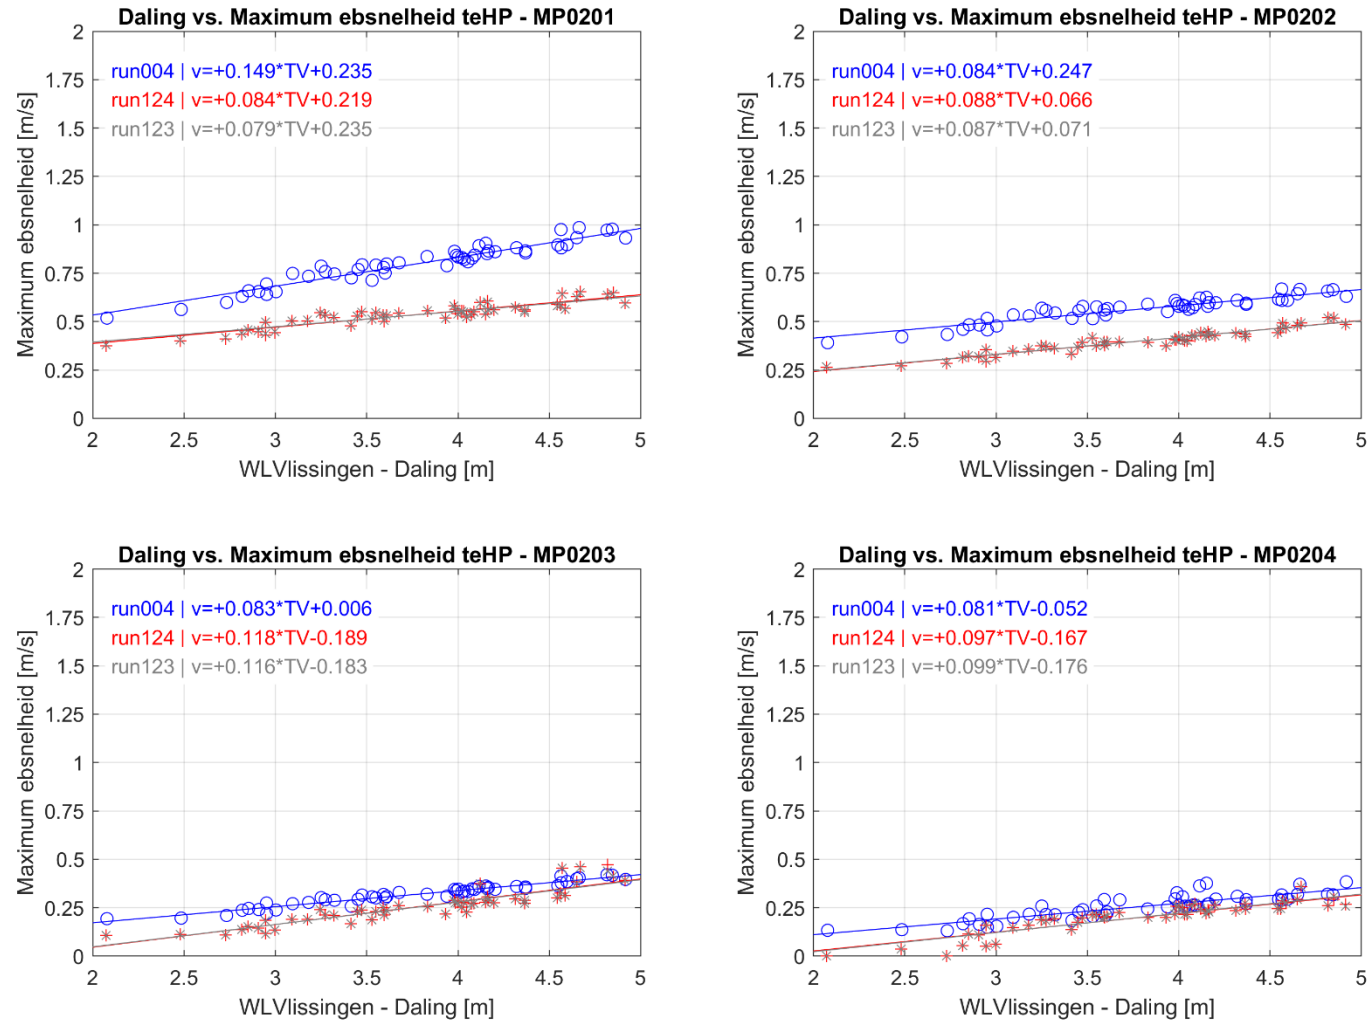 Daling vs. Maximum ebsnelheid teHP - MP0201
2
1.75
1.5
1.25
1
0.75
0.5
0.25
0
Maximum ebsnelheid [m/s]
run004 | v=+0.149*TV+0.235
run124 | v=+0.084*TV+0.219
run123 | v=+0.079*TV+0.235
2 2.5 3 3.5 4 4.5 5
WLVlissingen - Daling [m]
Daling vs. Maximum ebsnelheid teHP - MP0202
2
1.75
1.5
1.25
1
0.75
0.5
0.25
0
Maximum ebsnelheid [m/s]
run004 | v=+0.084*TV+0.247
run124 | v=+0.088*TV+0.066
run123 | v=+0.087*TV+0.071
2 2.5 3 3.5 4 4.5 5
WLVlissingen - Daling [m]
Daling vs. Maximum ebsnelheid teHP - MP0203
2
1.75
1.5
1.25
1
0.75
0.5
0.25
0
Maximum ebsnelheid [m/s]
run004 | v=+0.083*TV+0.006
run124 | v=+0.118*TV-0.189
run123 | v=+0.116*TV-0.183
2 2.5 3 3.5 4 4.5 5
WLVlissingen - Daling [m]
Daling vs. Maximum ebsnelheid teHP - MP0204
2
1.75
1.5
1.25
1
0.75
0.5
0.25
0
Maximum ebsnelheid [m/s]
run004 | v=+0.081*TV-0.052
run124 | v=+0.097*TV-0.167
run123 | v=+0.099*TV-0.176
2 2.5 3 3.5 4 4.5 5
WLVlissingen - Daling [m]